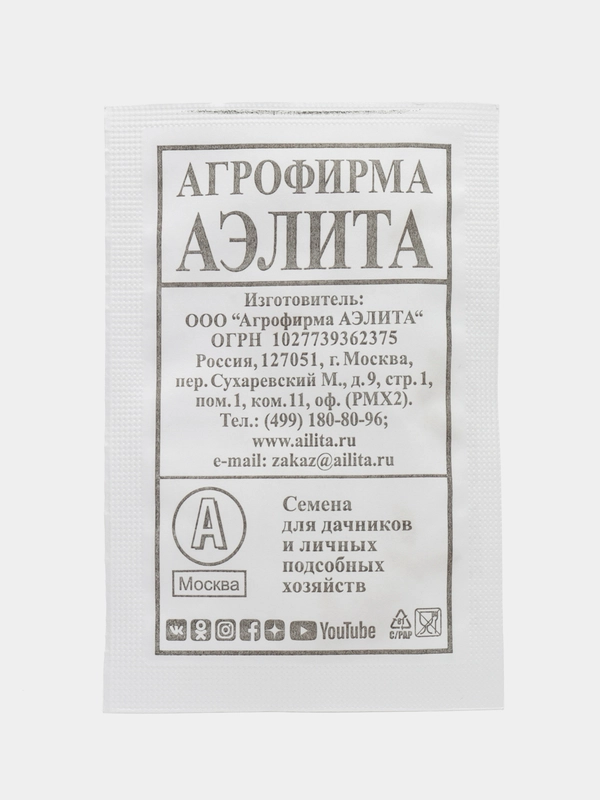 АГРОФИРМА
АЭЛИТА
Изготовитель:
ООО “Агрофирма АЭЛИТА“
ОГРН 1027739362375
Россия, 127051, г. Москва,
пер. Сухаревский М., д. 9, стр. 1,
пом. 1, ком. 11, оф. (РМХ2).
Тел.: (499) 180-80-96;
www.ailita.ru
e-mail: zakaz@ailita.ru
А
Москва
Семена
для дачников
и личных
подсобных
хозяйств
YouTube
81
C/PAP